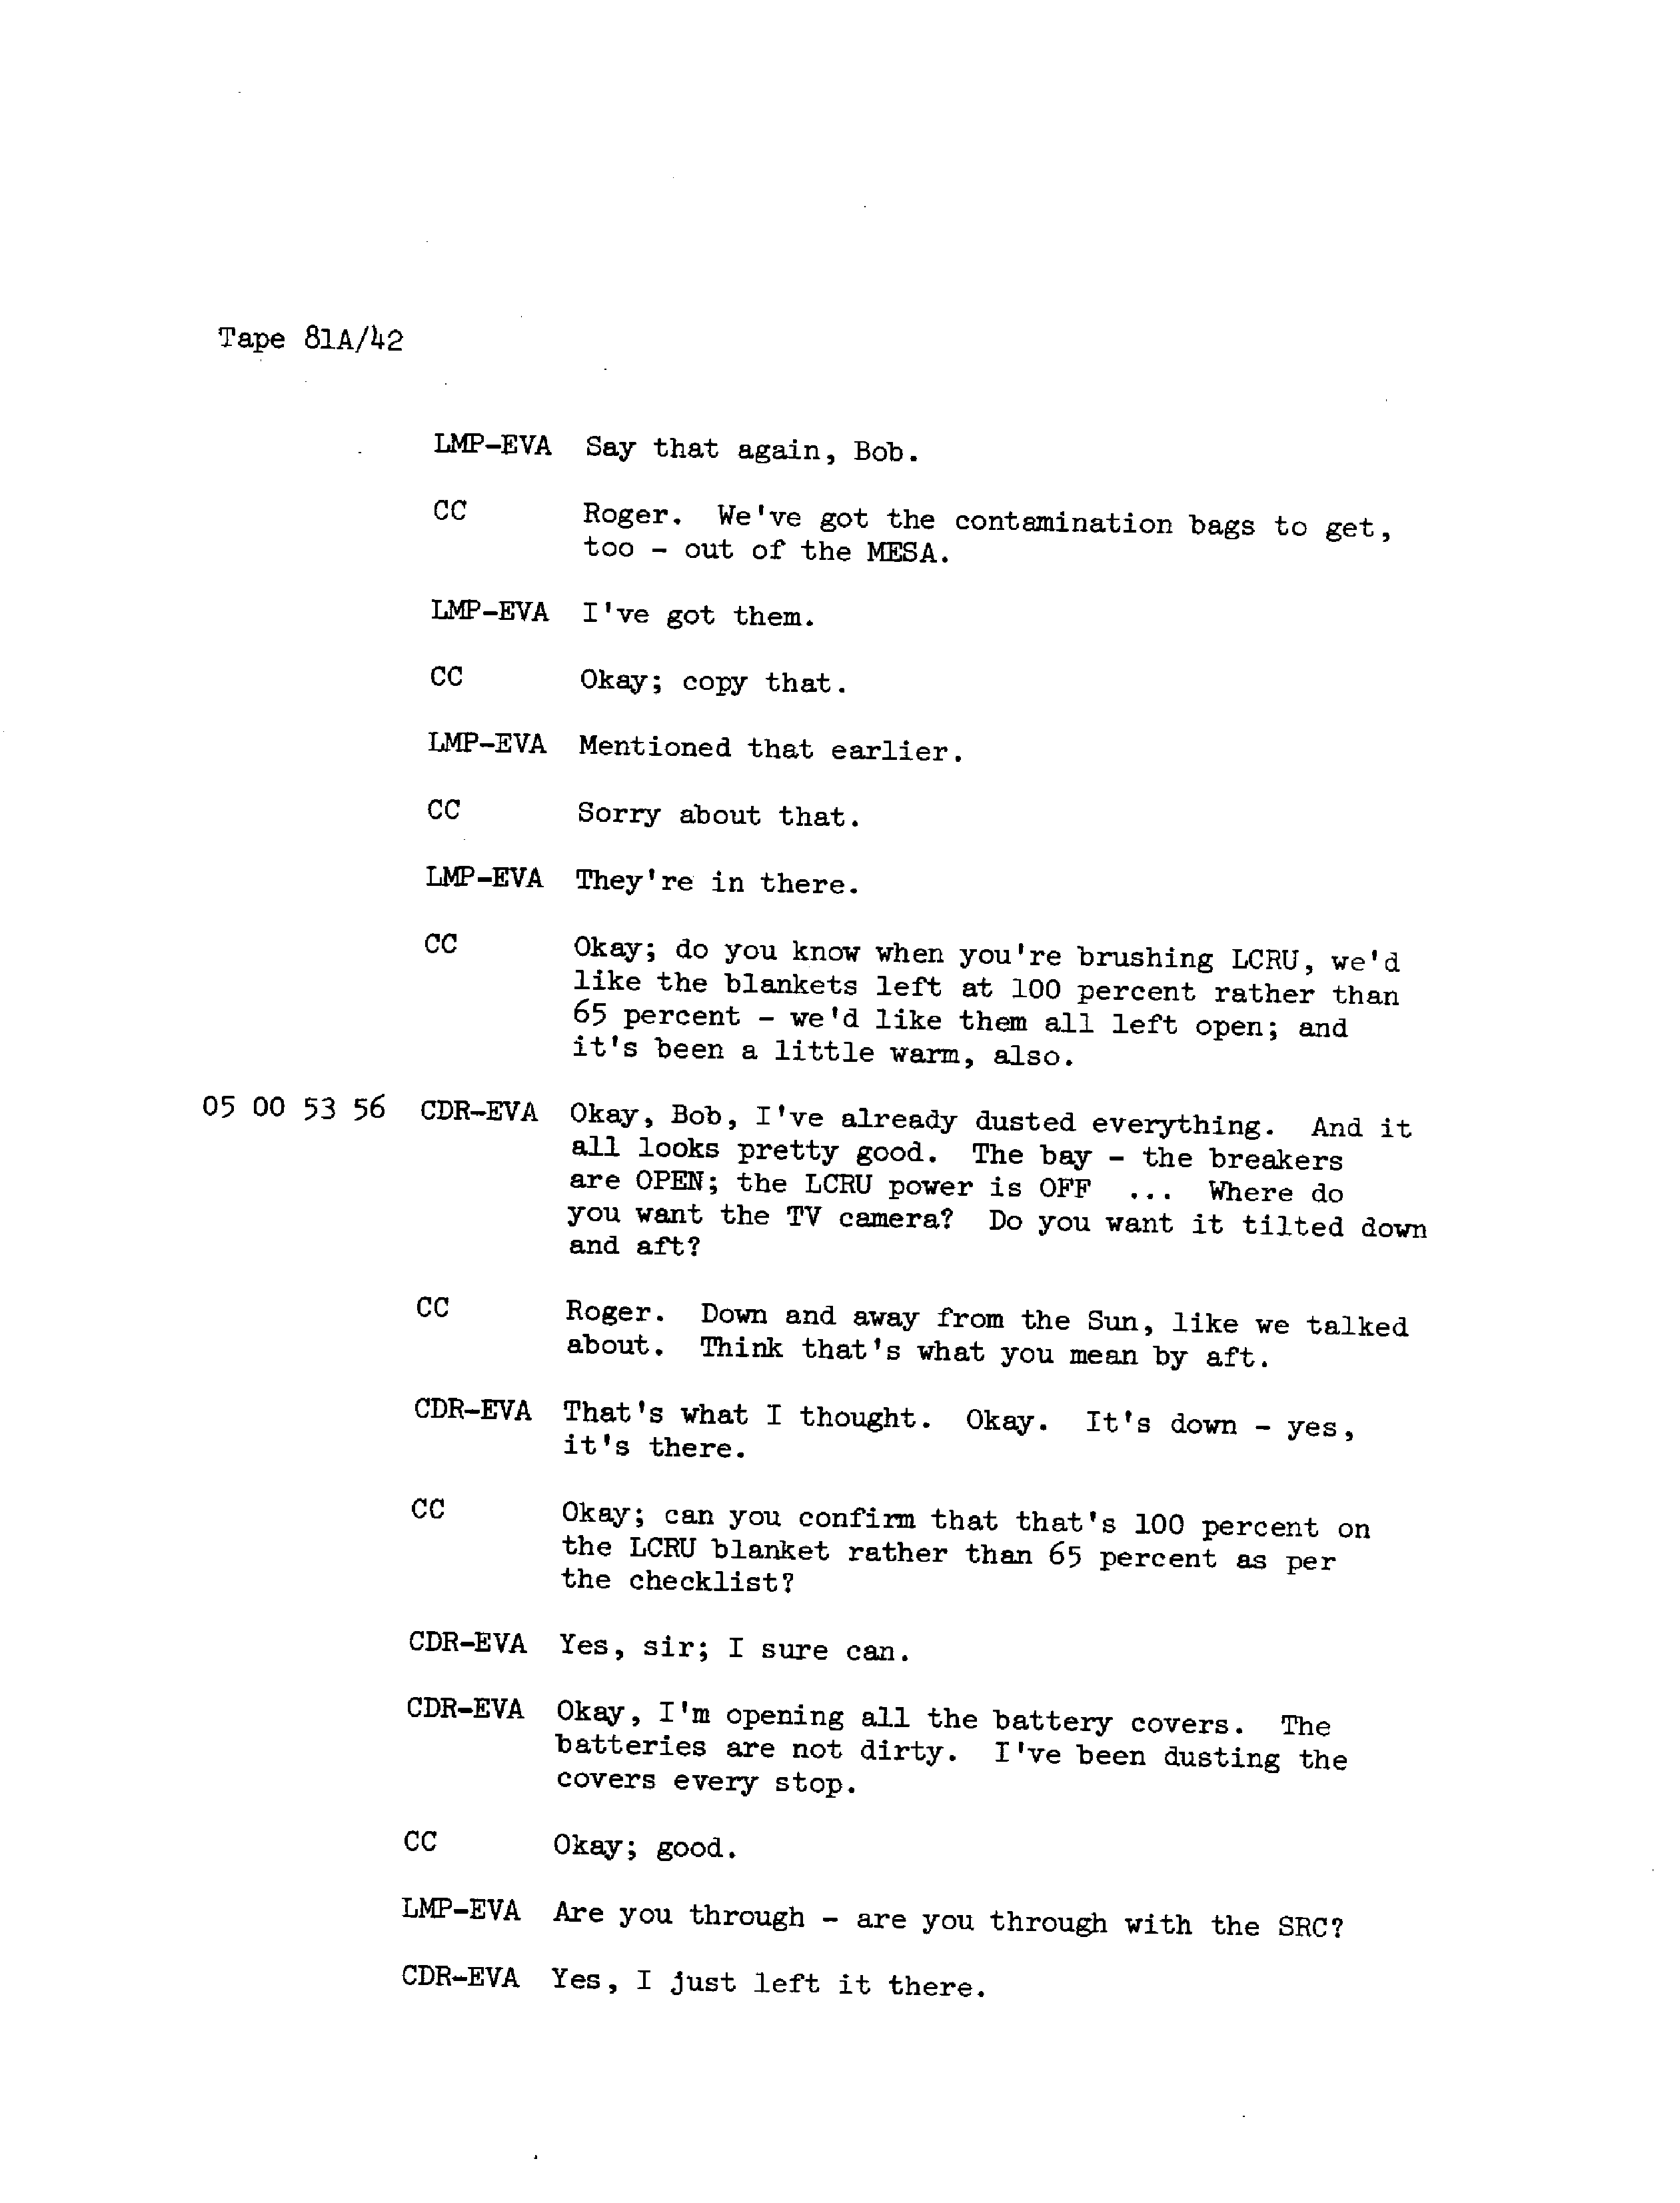 Tape 81A/42
LMP-EVA Say that again, Bob.
CC Roger. We've got the contamination bags to get,
too - out of the MESA.
LMP-EVA I've got them.
CC Okay; copy that.
LMP-EVA Mentioned that earlier.
CC Sorry about that.
LMP-EVA They're in there.
CC Okay; do you know when you're brushing LCRU, we'd
like the blankets left at 100 percent rather than
65 percent - we'd like them all left open; and
it's been a little warm, also.
05 00 53 56 CDR-EVA Okay, Bob, I've already dusted everything. And it
all looks pretty good. The bay - the breakers
are OPEN; the LCRU power is OFF ... Where do
you want the TV camera? Do you want it tilted down
and aft?
CC Roger. Down and away from the Sun, like we talked
about. Think that's what you mean by aft.
CDR-EVA That's what I thought. Okay. It's down - yes,
it's there.
CC Okay; can you confirm that that's 100 percent on
the LCRU blanket rather than 65 percent as per
the checklist?
CDR-EVA Yes, sir; I sure can.
CDR-EVA Okay, I'm opening all the battery covers. The
batteries are not dirty. I've been dusting the
covers every stop.
CC Okay; good.
LMP-EVA Are you through - are you through with the SRC?
CDR-EVA Yes, I just left it there.